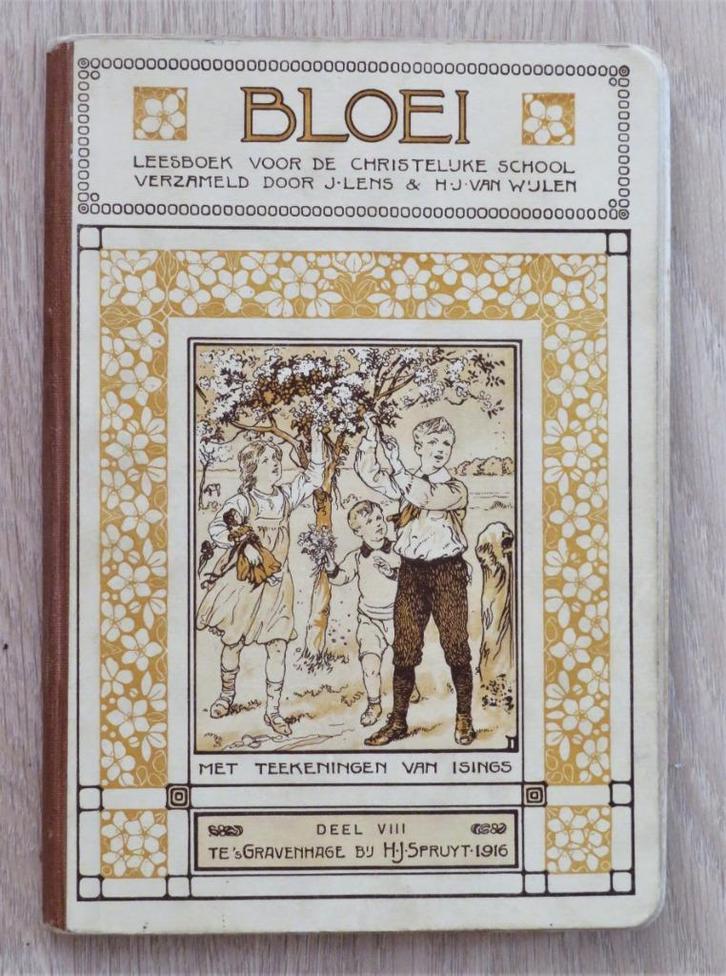 BLOEI
LEESBOEK VOOR DE CHRISTELIJKE SCHOOL
VERZAMELD DOOR J·LENS & H·J·VAN WIJLEN
MET TEEKENINGEN VAN ISINGS
DEEL VIII
TE 'sGRAVENHAGE BIJ H·J·SPRUYT·1916